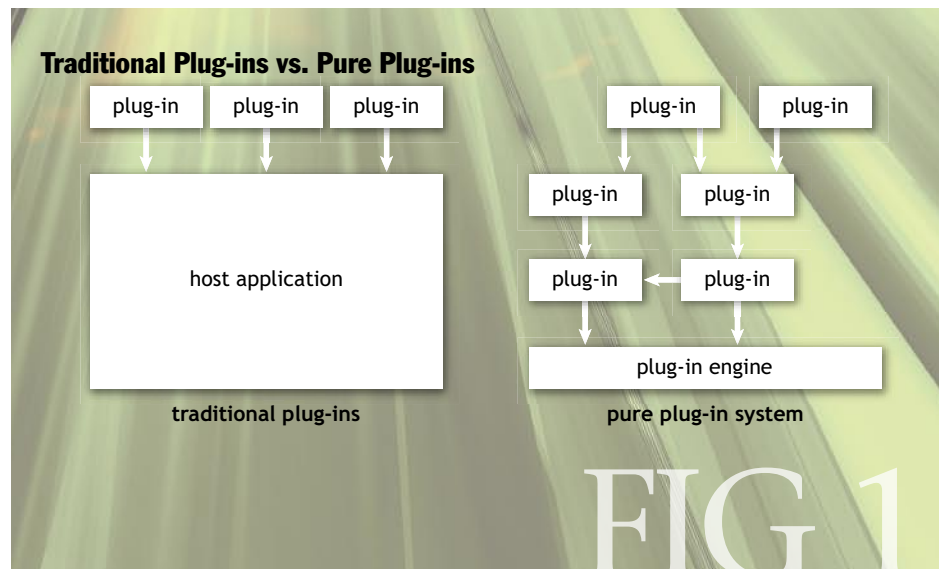 Traditional Plug-ins vs. Pure Plug-ins
plug-in plug-in plug-in
host application
traditional plug-ins
plug-in plug-in
plug-in plug-in
plug-in plug-in
plug-in engine
pure plug-in system
FIG 1